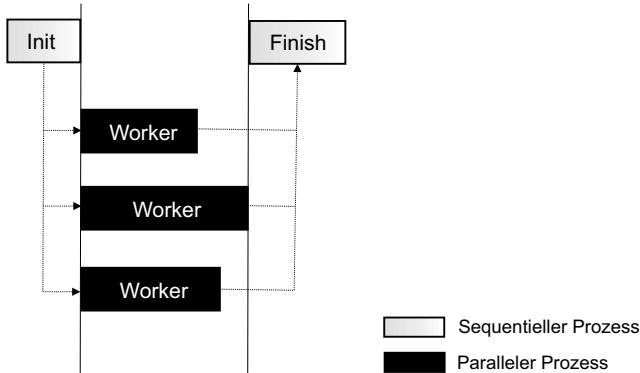 Init
Finish
Worker
Worker
Worker
Sequentieller Prozess
Paralleler Prozess